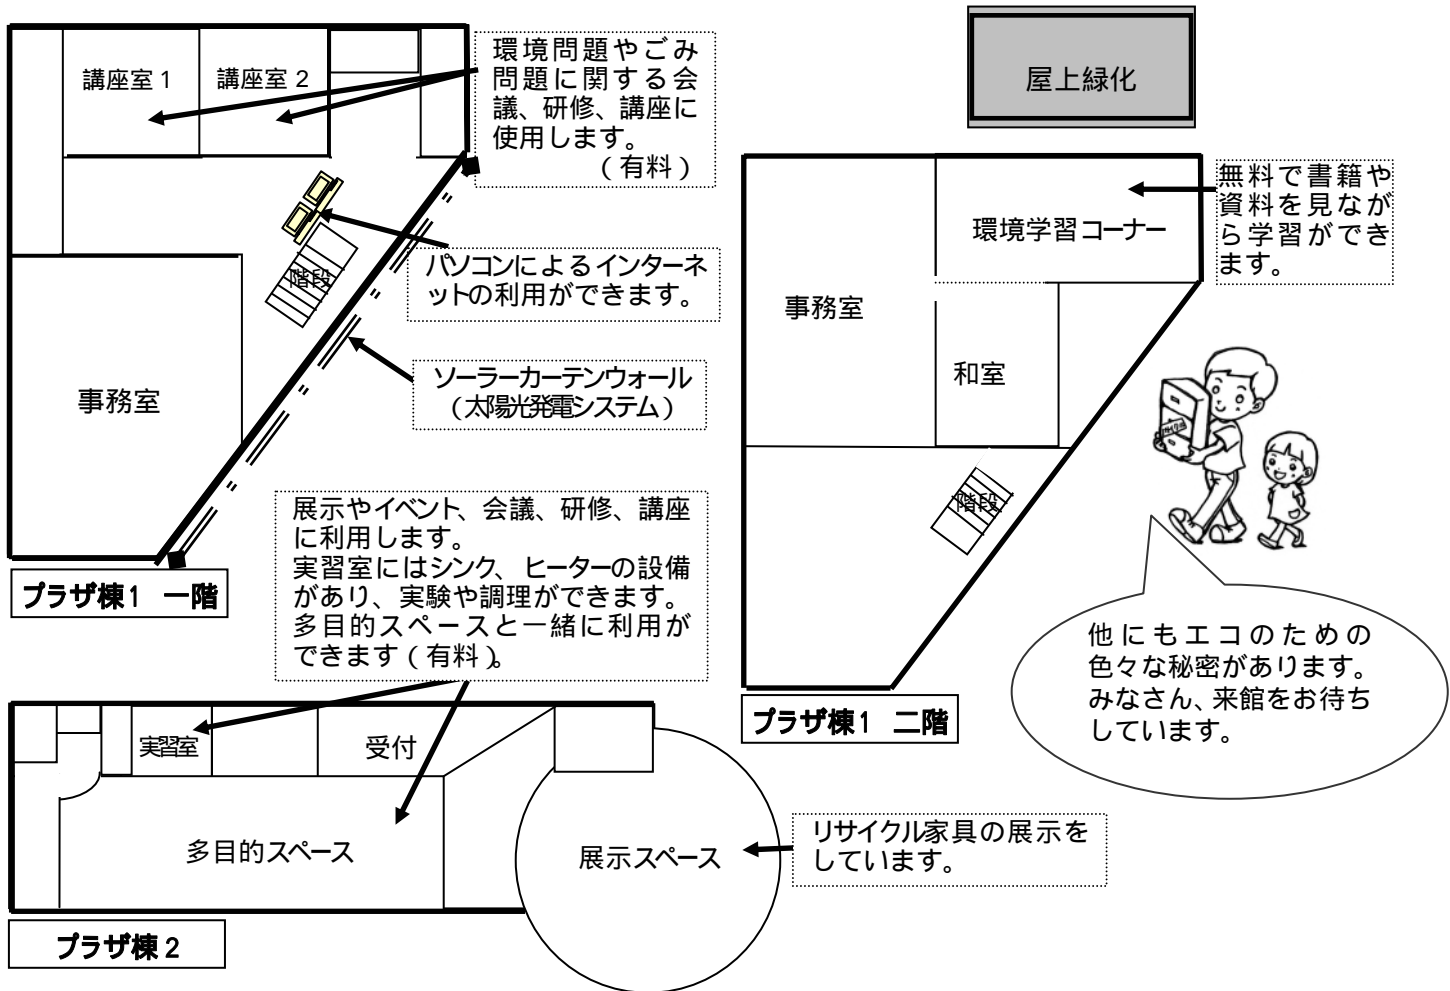 講座室1
講座室2
環境問題やごみ
問題に関する会
議、研修、講座に
使用します。
(有料)
階段
パソコンによるインターネ
ットの利用ができます。
ソーラーカーテンウォール
(太陽光発電システム)
事務室
プラザ棟1 一階
屋上緑化
事務室
環境学習コーナー
無料で書籍や
資料を見なが
ら学習ができ
ます。
和室
階段
プラザ棟1 二階
展示やイベント、会議、研修、講座
に利用します。
実習室にはシンク、ヒーターの設備
があり、実験や調理ができます。
多目的スペースと一緒に利用が
できます(有料)。
実習室
受付
多目的スペース
展示スペース
リサイクル家具の展示を
しています。
プラザ棟2
他にもエコのための
色々な秘密があります。
みなさん、来館をお待ち
しています。